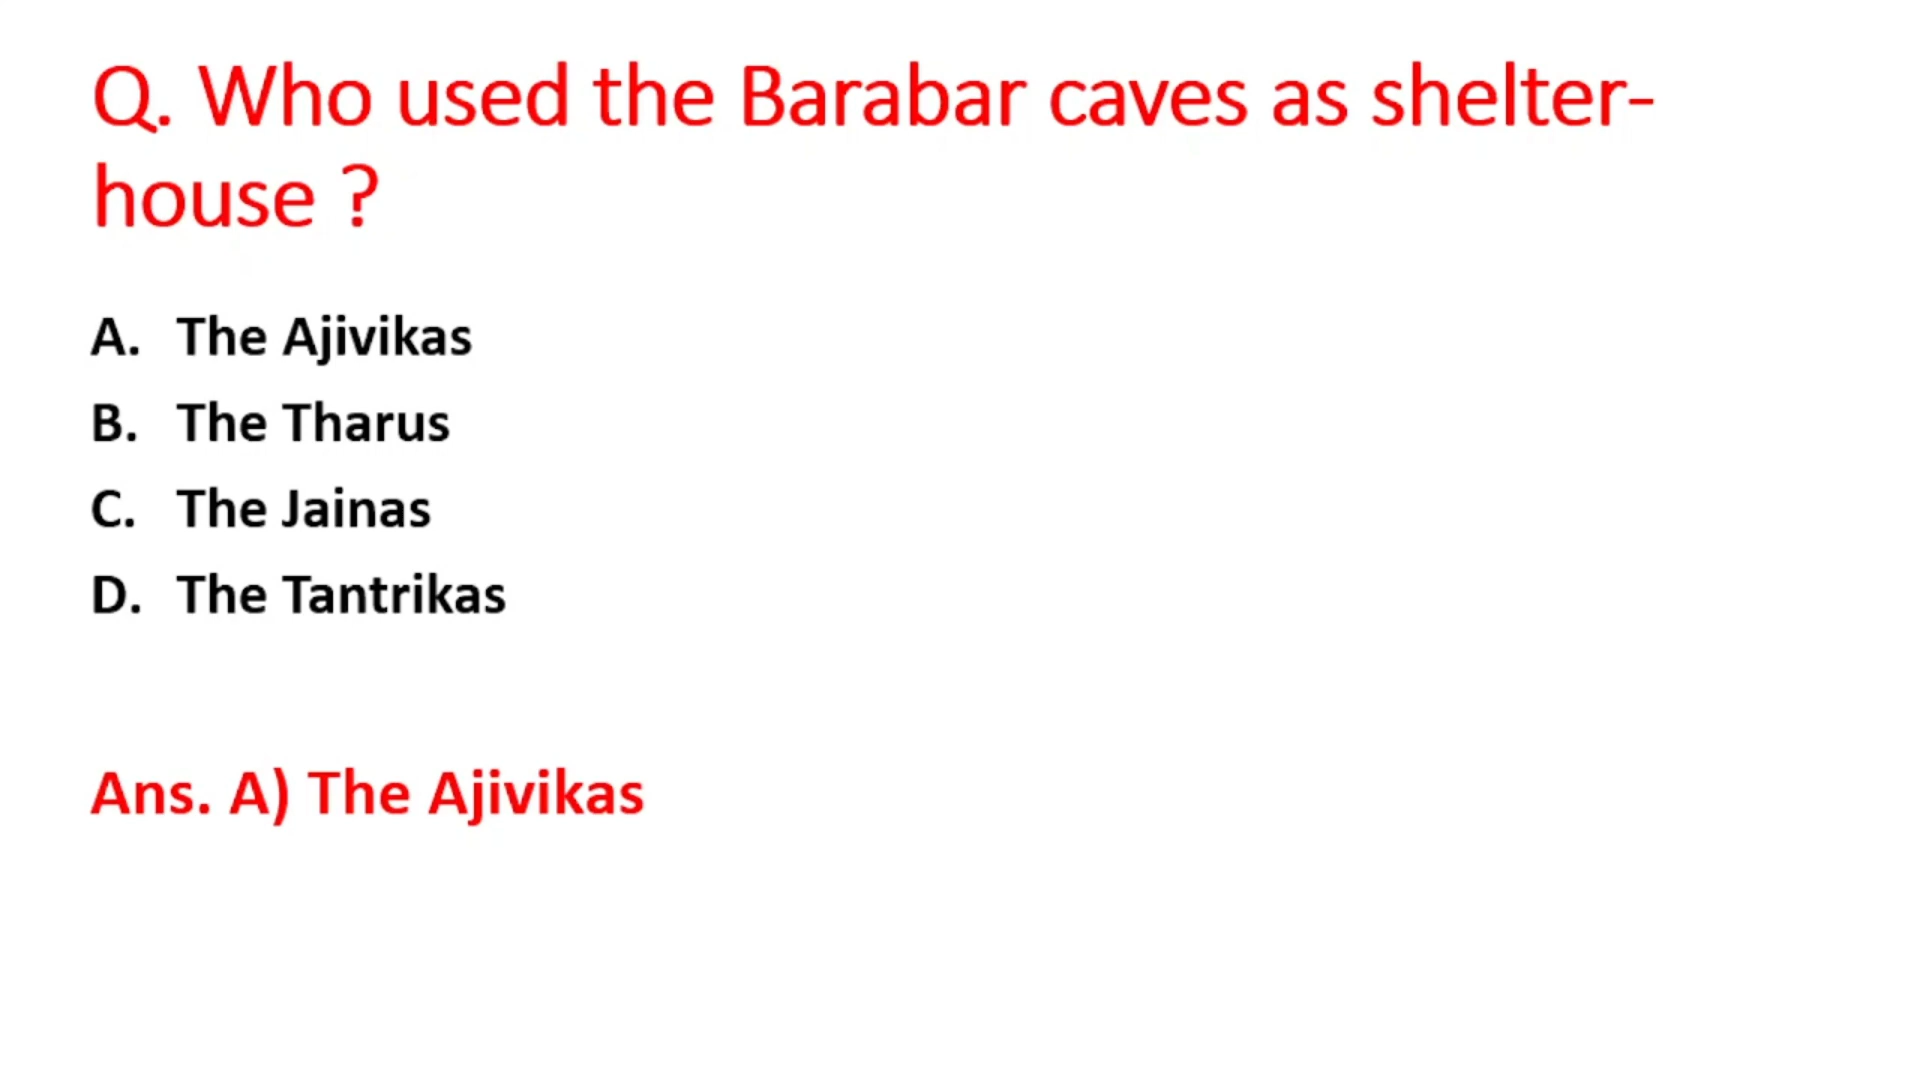 Q. Who used the Barabar caves as shelter-
house ?
A. The Ajivikas
B. The Tharus
C. The Jainas
D. The Tantrikas
Ans. A) The Ajivikas